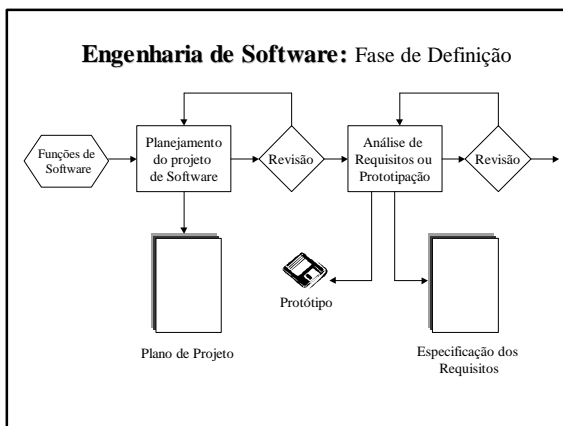 Engenharia de Software: Fase de Definição
Funções de
Software
Planejamento
do projeto
de Software
Revisão
Análise de
Requisitos ou
Prototipação
Revisão
Protótipo
Plano de Projeto
Especificação dos
Requisitos